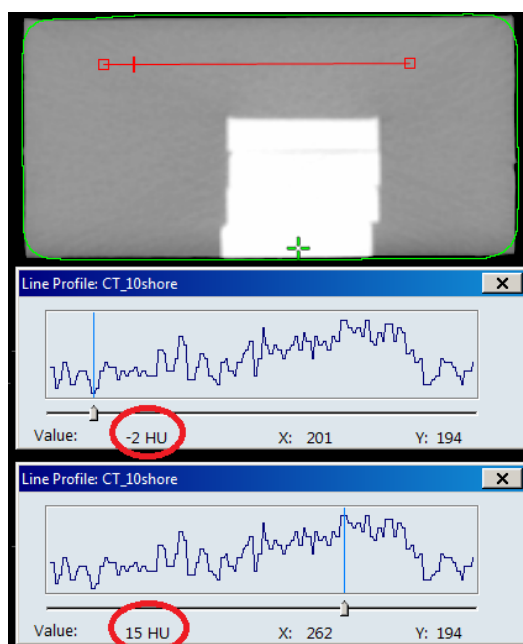 Line Profile: CT_10shore
Value: -2 HU X: 201 Y: 194
Line Profile: CT_10shore
Value: 15 HU X: 262 Y: 194